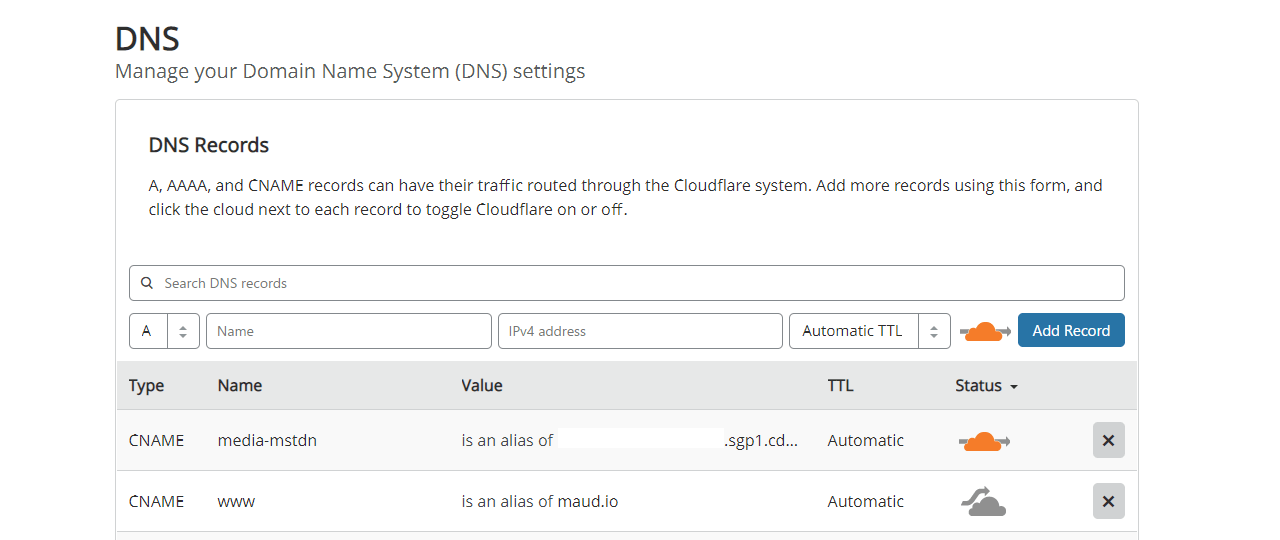 DNS
Manage your Domain Name System (DNS) settings
DNS Records
A, AAAA, and CNAME records can have their traffic routed through the Cloudflare system. Add more records using this form, and
click the cloud next to each record to toggle Cloudflare on or off.
Search DNS records
A Name IPv4 address Automatic TTL Add Record
Type Name Value TTL Status
CNAME media-mstdn is an alias of .sgp1.cd... Automatic
CNAME www is an alias of maud.io Automatic